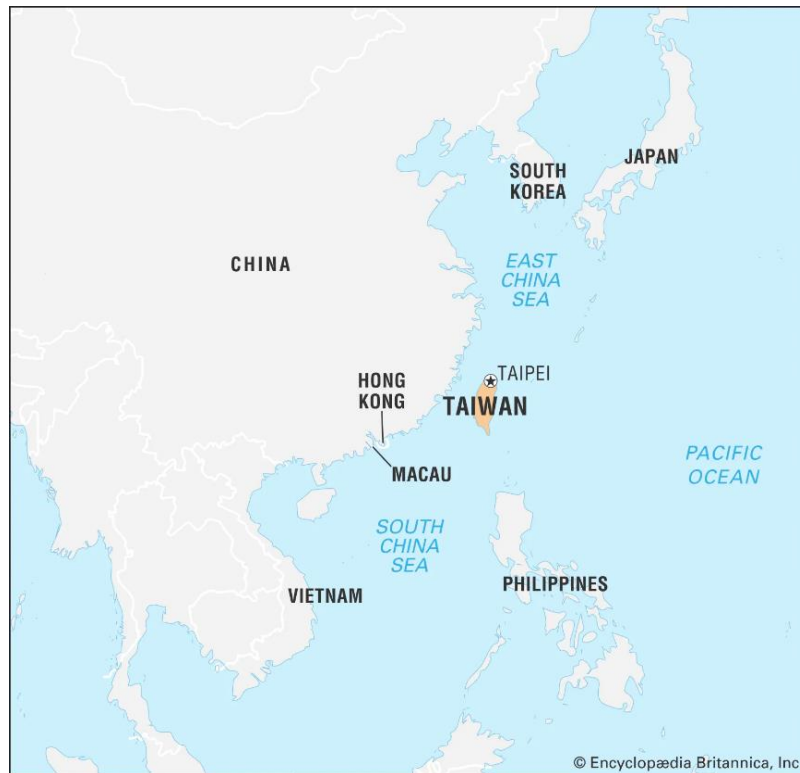 SOUTH
KOREA
JAPAN
CHINA
EAST
CHINA
SEA
TAIPEI
HONG
KONG
TAIWAN
MACAU
PACIFIC
OCEAN
SOUTH
CHINA
SEA
VIETNAM
PHILIPPINES
© Encyclopædia Britannica, Inc